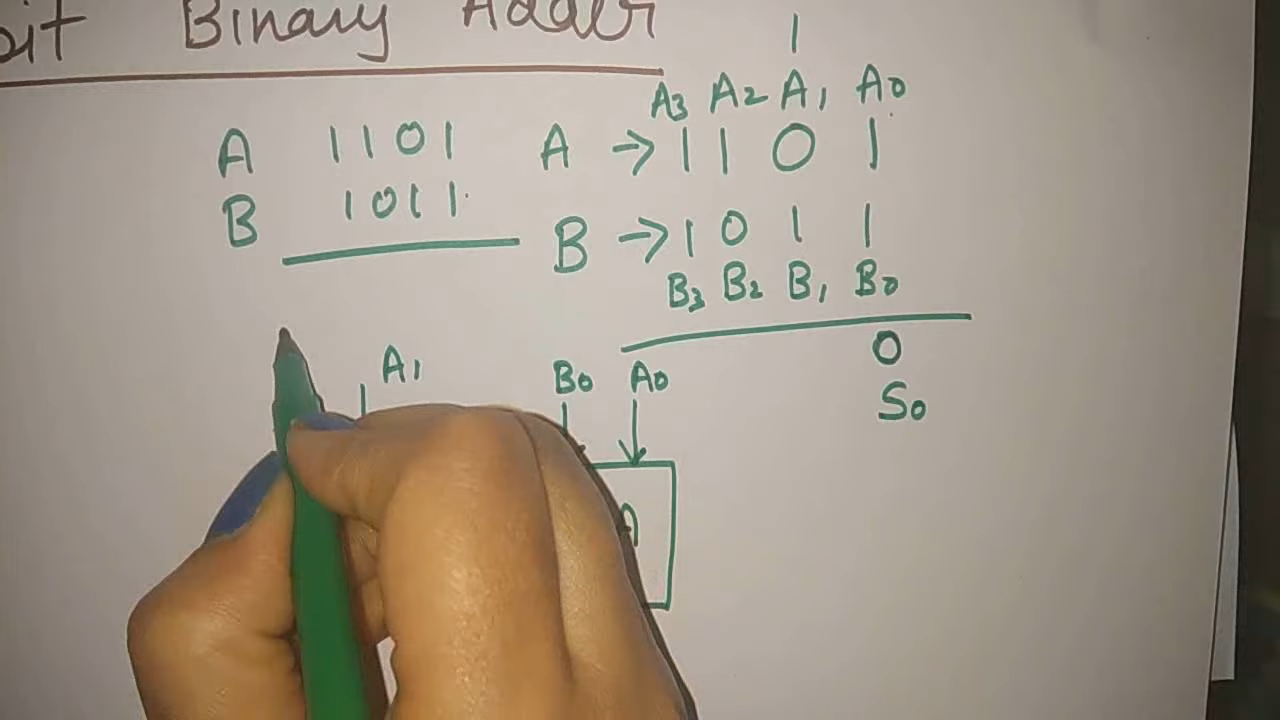 bit Binary Adder
1
A3 A2 A1 A0
A 1101 A → 1 1 0 1
B 1011 B → 1 0 1 1
B3 B2 B1 B0
0
A1 B0 A0 S0